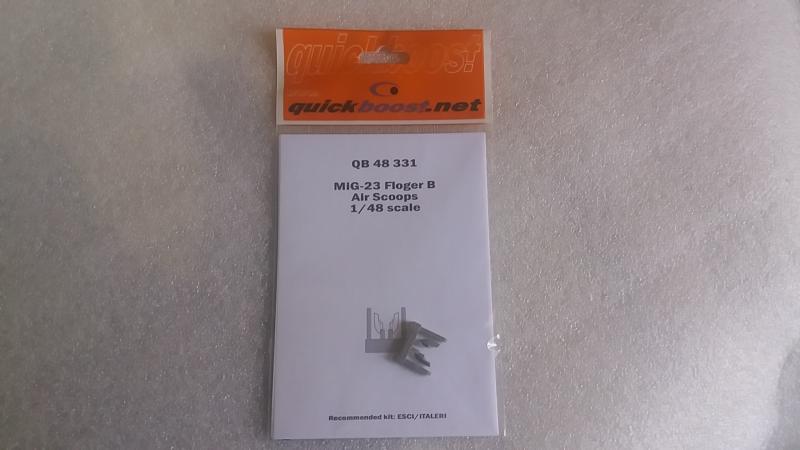 quickboost
quickboost.net
QB 48 331
MiG-23 Floger B
Air Scoops
1/48 scale
Recommended kit: ESCI/ITALERI